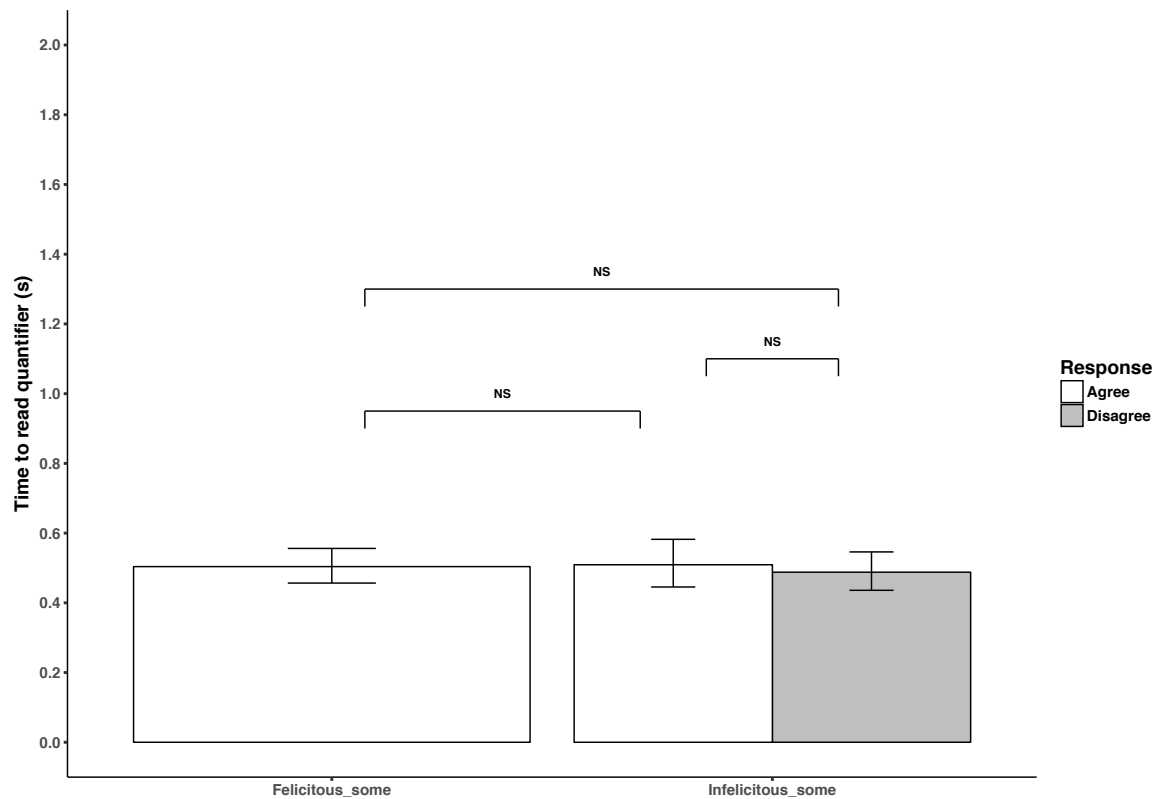 Time to read quantifier (s)
2.0
1.8
1.6
1.4
1.2
1.0
0.8
0.6
0.4
0.2
0.0
NS
NS
NS
Felicitous_some
Infelicitous_some
Response
Agree
Disagree